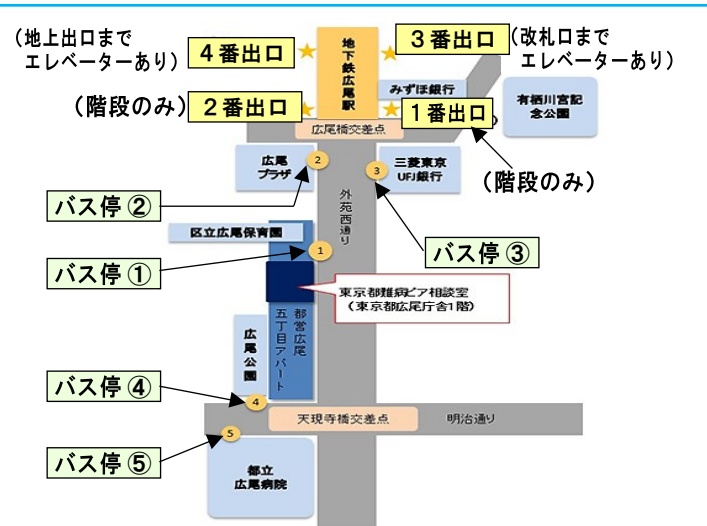 (地上出口まで
エレベーターあり)
4番出口
地下鉄広尾駅
3番出口
(改札口まで
エレベーターあり)
みずほ銀行
有栖川宮記
念公園
(階段のみ)
2番出口
1番出口
(階段のみ)
広尾橋交差点
広尾
プラザ
2
3
三菱東京
UFJ銀行
外苑西通り
バス停②
区立広尾保育園
1
バス停③
バス停①
東京都難病ピア相談室
(東京都広尾庁舎1階)
都営広尾
五丁目アパート
広尾公園
バス停④
4
天現寺橋交差点
明治通り
5
バス停⑤
都立
広尾病院